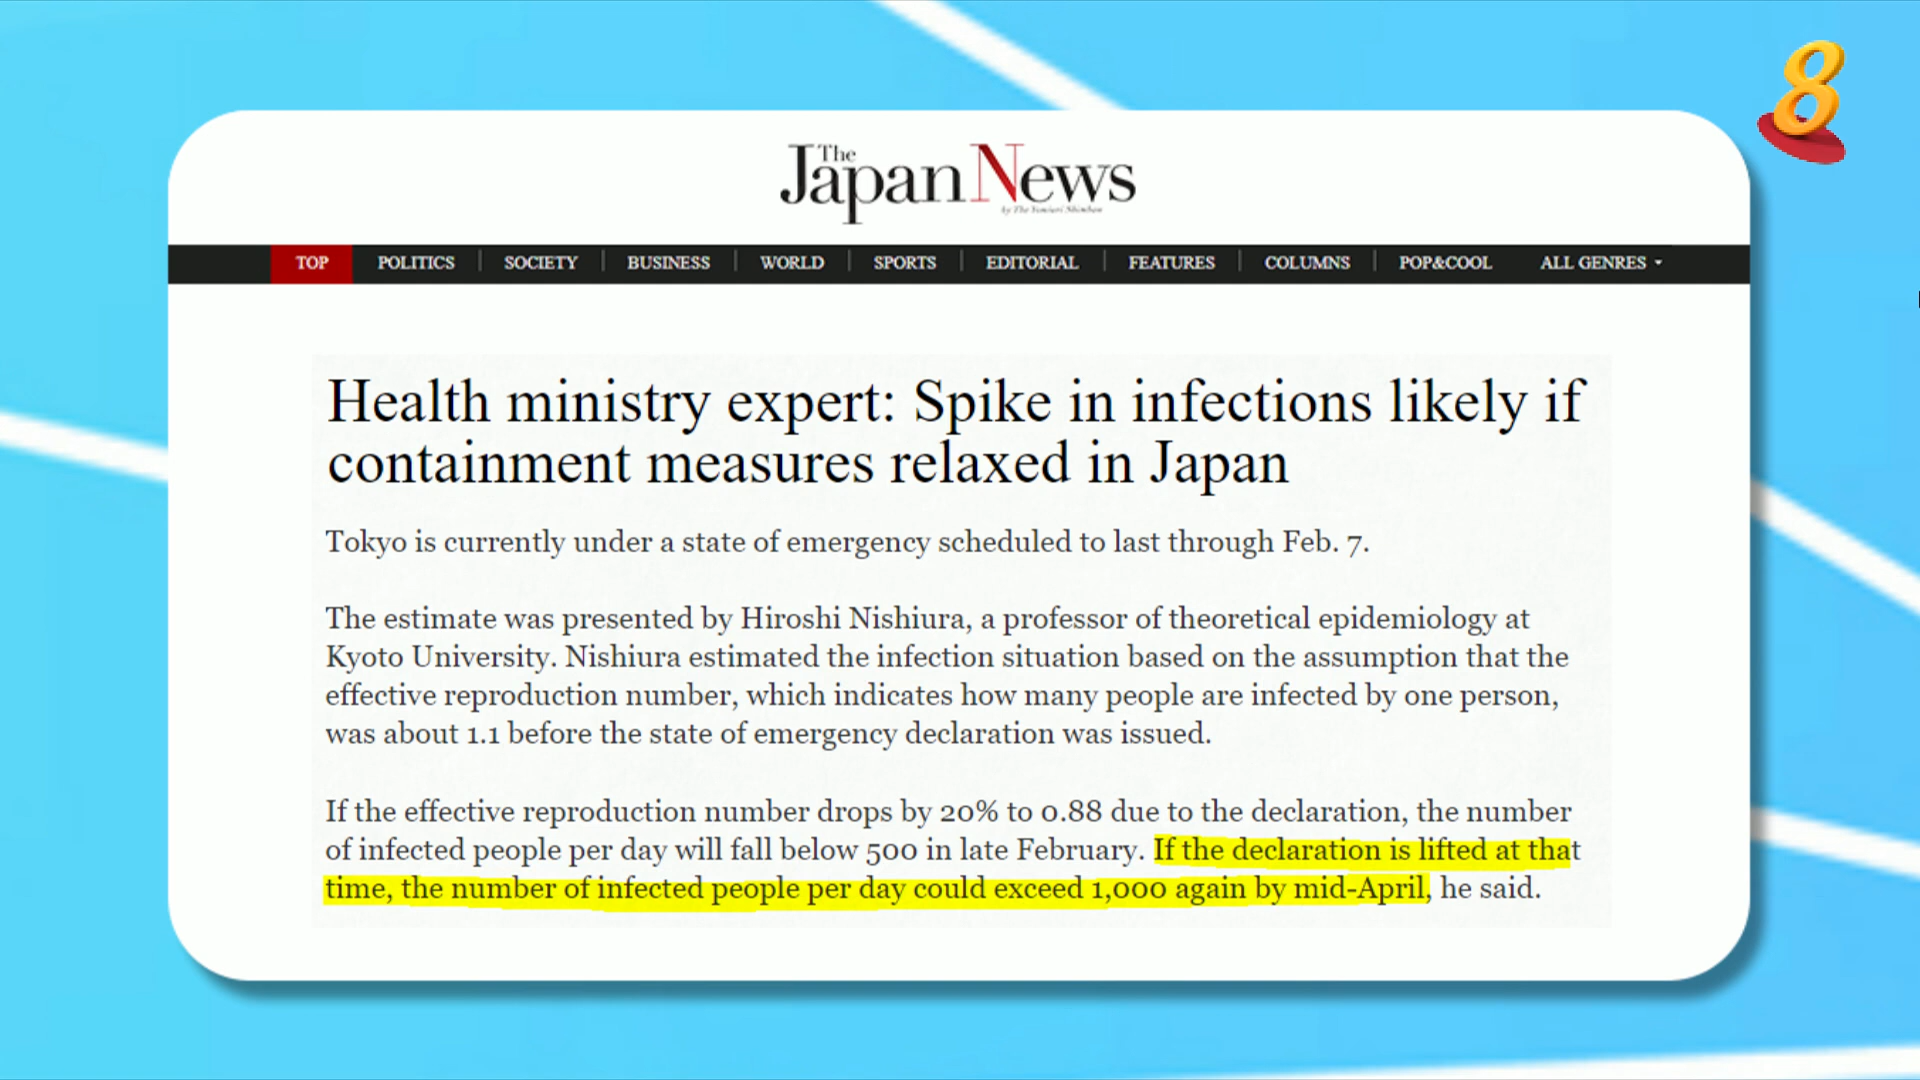 8
The Japan News
by The Yomiuri Shimbun
TOP POLITICS SOCIETY BUSINESS WORLD SPORTS EDITORIAL FEATURES COLUMNS POP&COOL ALL GENRES
Health ministry expert: Spike in infections likely if
containment measures relaxed in Japan
Tokyo is currently under a state of emergency scheduled to last through Feb. 7.
The estimate was presented by Hiroshi Nishiura, a professor of theoretical epidemiology at
Kyoto University. Nishiura estimated the infection situation based on the assumption that the
effective reproduction number, which indicates how many people are infected by one person,
was about 1.1 before the state of emergency declaration was issued.
If the effective reproduction number drops by 20% to 0.88 due to the declaration, the number
of infected people per day will fall below 500 in late February. If the declaration is lifted at that
time, the number of infected people per day could exceed 1,000 again by mid-April, he said.